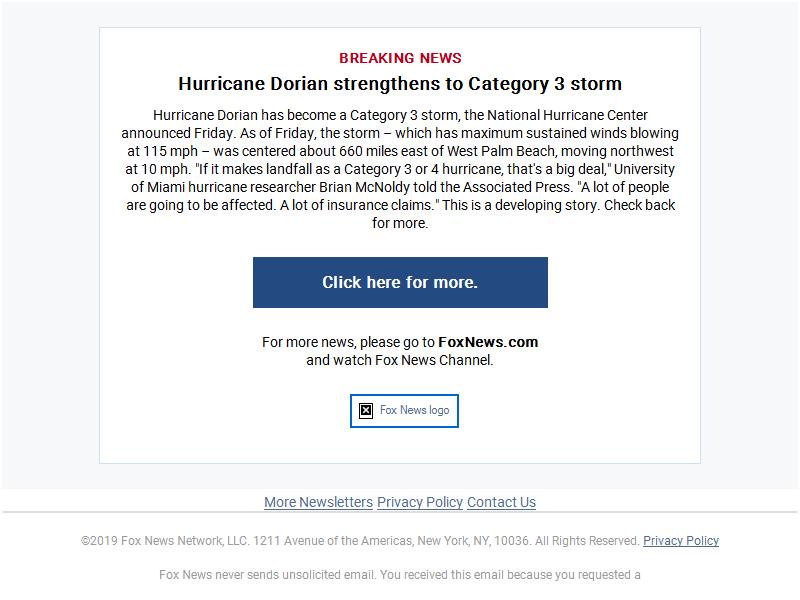 BREAKING NEWS
Hurricane Dorian strengthens to Category 3 storm
Hurricane Dorian has become a Category 3 storm, the National Hurricane Center
announced Friday. As of Friday, the storm – which has maximum sustained winds blowing
at 115 mph – was centered about 660 miles east of West Palm Beach, moving northwest
at 10 mph. "If it makes landfall as a Category 3 or 4 hurricane, that's a big deal," University
of Miami hurricane researcher Brian McNoldy told the Associated Press. "A lot of people
are going to be affected. A lot of insurance claims." This is a developing story. Check back
for more.
Click here for more.
For more news, please go to FoxNews.com
and watch Fox News Channel.
Fox News logo
More Newsletters Privacy Policy Contact Us
©2019 Fox News Network, LLC. 1211 Avenue of the Americas, New York, NY, 10036. All Rights Reserved. Privacy Policy
Fox News never sends unsolicited email. You received this email because you requested a